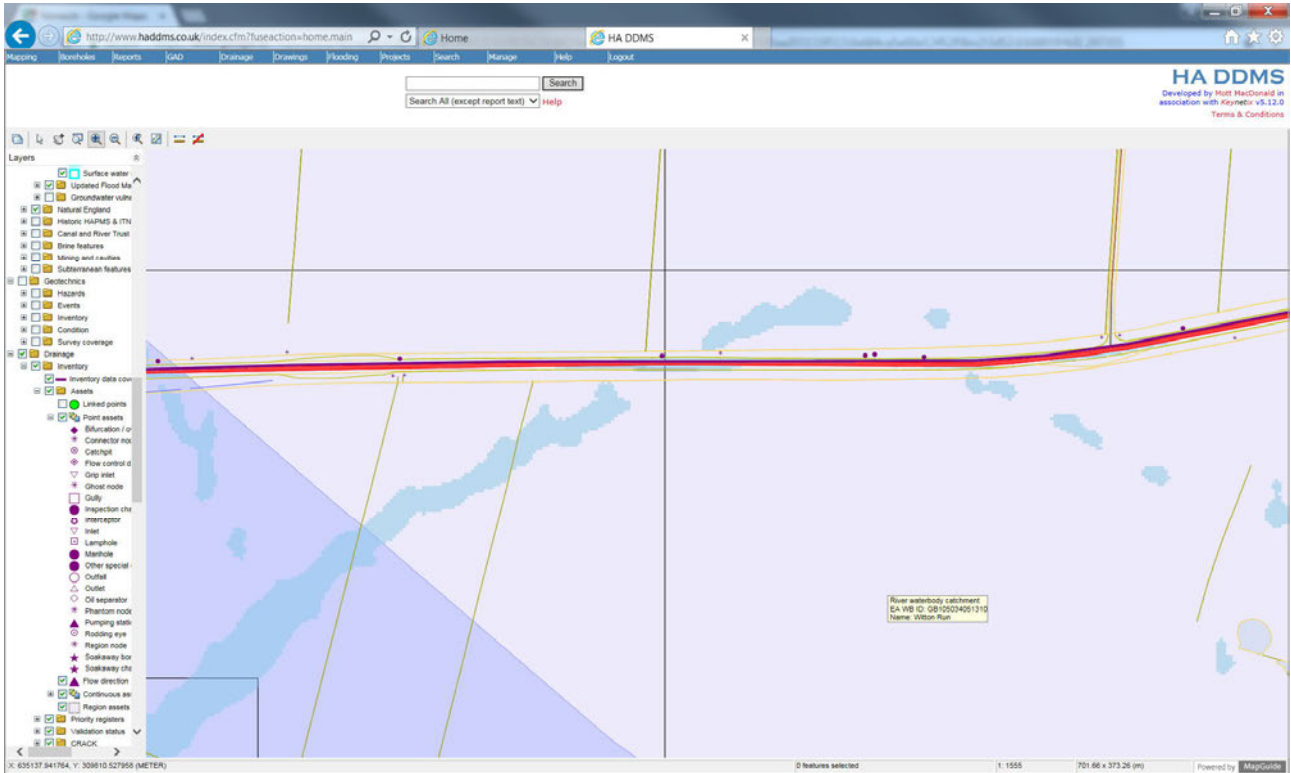 http://www.haddms.co.uk/index.cfm?fuseaction=home.main
Home
HA DDMS
Mapping Boreholes Reports GAD Drainage Drawings Flooding Projects Search Manage Help Logout
Search
Search All (except report text) Help
HA DDMS
Developed by Mott MacDonald in
association with Keynetix v5.12.0
Terms & Conditions
Layers
Surface water
Updated Flood Ma
Groundwater vulne
Natural England
Historic HAPMS & ITN
Canal and River Trust
Brine features
Mining and cavities
Subterranean features
Geotechnics
Hazards
Events
Inventory
Condition
Survey coverage
Drainage
Inventory
Inventory data cov
Assets
Linked points
Point assets
Bifurcation / o
Connector noc
Catchpit
Flow control d
Grip inlet
Ghost node
Gully
Inspection cha
Interceptor
Inlet
Lamphole
Manhole
Other special
Outfall
Outlet
Oil separator
Phantom node
Pumping static
Rodding eye
Region node
Soakaway bor
Soakaway cha
Flow direction
Continuous as
Region assets
Priority registers
Validation status
CRACK
River waterbody catchment
EA WB ID: GB105034051310
Name: Witton Run
X: 635137.941764, Y: 309810.527958 (METER)
0 features selected
1: 1555
701.66 x 373.26 (m)
Powered by MapGuide